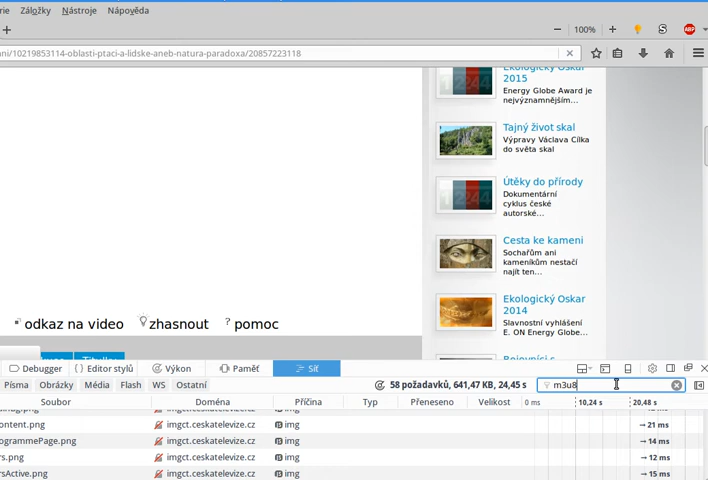 rie Záložky Nástroje Nápověda
+ − 100% + S ABP
ani/10219853114-oblasti-ptaci-a-lidske-aneb-natura-paradoxa/20857223118
Ekologický Oskar
2015
Energy Globe Award je
nejvýznamnějším...
Tajný život skal
Výpravy Václava Cílka
do světa skal
Útěky do přírody
Dokumentární
cyklus české
autorské...
Cesta ke kameni
Sochařům ani
kameníkům nestačí
najít ten...
Ekologický Oskar
2014
Slavnostní vyhlášení
E. ON Energy Globe...
odkaz na video zhasnout ? pomoc
Debugger Editor stylů Výkon Paměť Síť
Písma Obrázky Média Flash WS Ostatní 58 požadavků, 641,47 KB, 24,45 s m3u8
Soubor Doména Příčina Typ Přeneseno Velikost 0 ms 10,24 s 20,48 s
ontent.png imgct.ceskatelevize.cz img → 21 ms
ogrammePage.png imgct.ceskatelevize.cz img → 14 ms
rs.png imgct.ceskatelevize.cz img → 12 ms
rsActive.png imgct.ceskatelevize.cz img → 15 ms